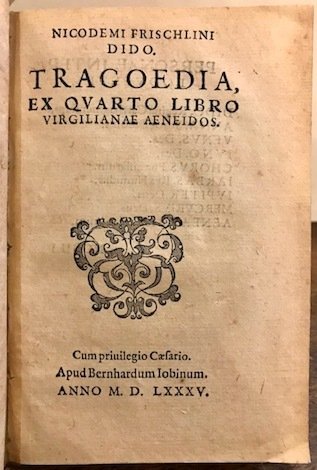 NICODEMI FRISCHLINI
DIDO.
TRAGOEDIA,
EX QVARTO LIBRO
VIRGILIANAE AENEIDOS.
Cum priuilegio Cæsario.
Apud Bernhardum Iobinum.
ANNO M. D. LXXXV.